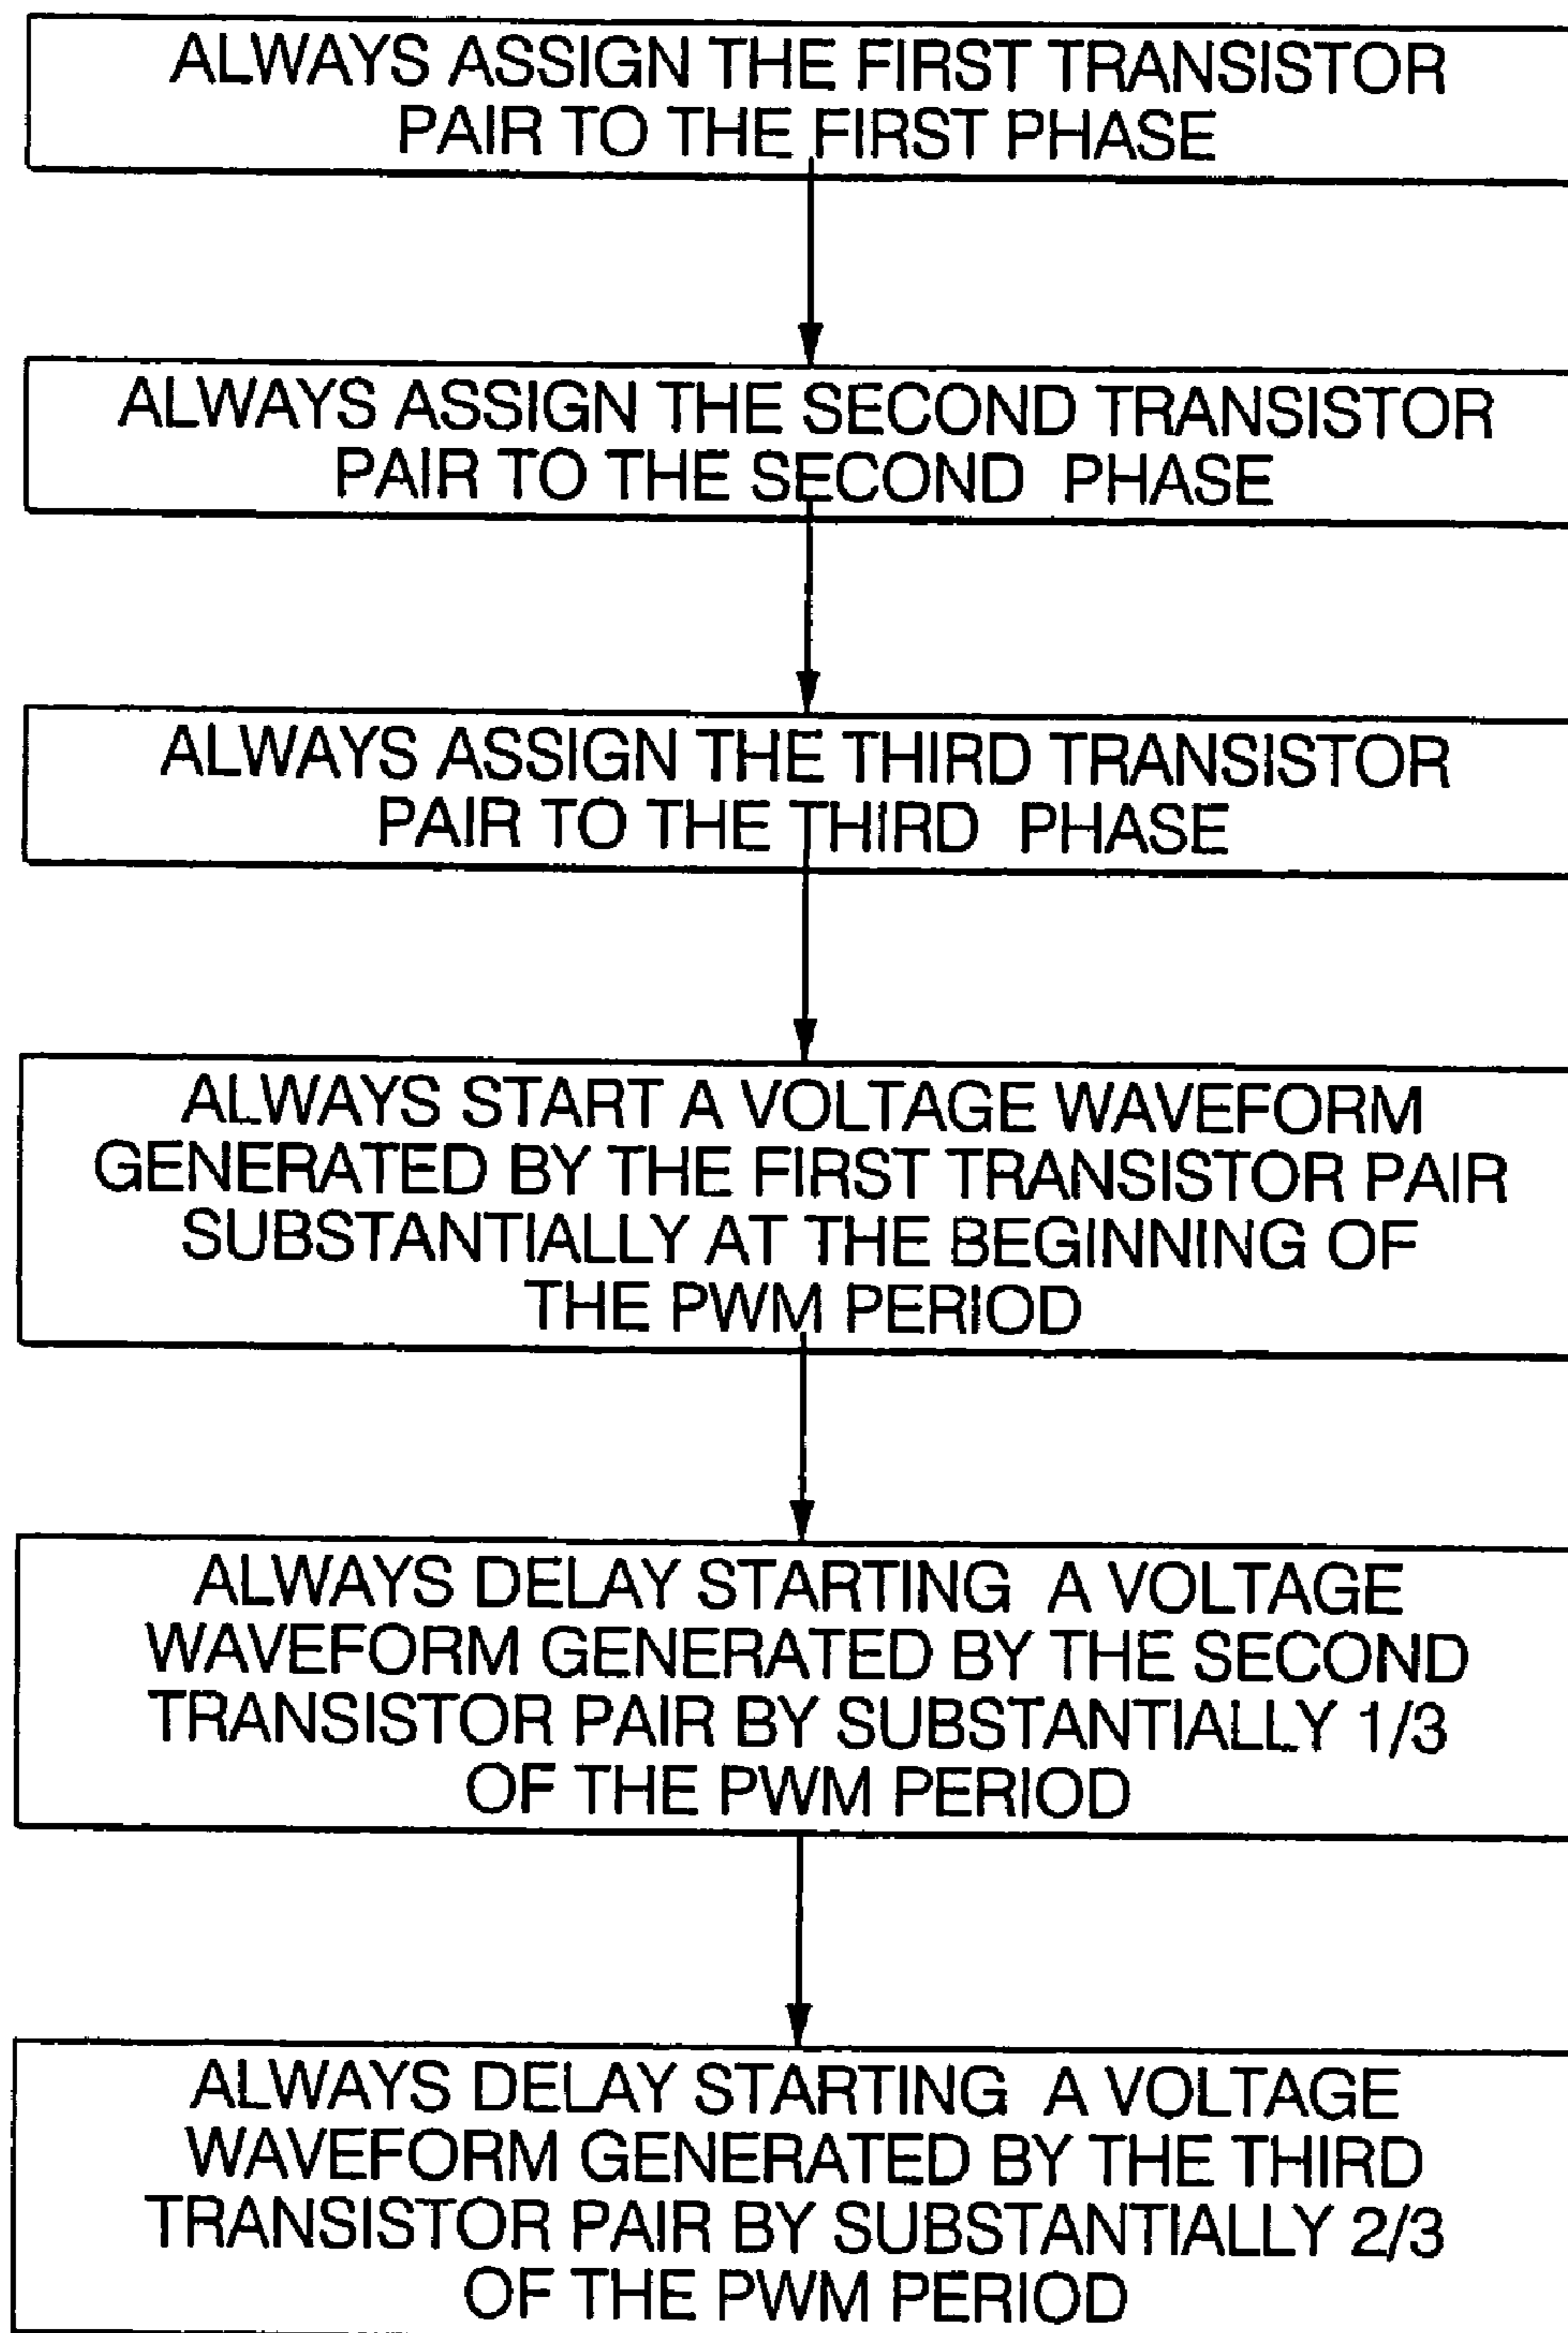 ALWAYS ASSIGN THE FIRST TRANSISTOR
PAIR TO THE FIRST PHASE
ALWAYS ASSIGN THE SECOND TRANSISTOR
PAIR TO THE SECOND PHASE
ALWAYS ASSIGN THE THIRD TRANSISTOR
PAIR TO THE THIRD PHASE
ALWAYS START A VOLTAGE WAVEFORM
GENERATED BY THE FIRST TRANSISTOR PAIR
SUBSTANTIALLY AT THE BEGINNING OF
THE PWM PERIOD
ALWAYS DELAY STARTING A VOLTAGE
WAVEFORM GENERATED BY THE SECOND
TRANSISTOR PAIR BY SUBSTANTIALLY 1/3
OF THE PWM PERIOD
ALWAYS DELAY STARTING A VOLTAGE
WAVEFORM GENERATED BY THE THIRD
TRANSISTOR PAIR BY SUBSTANTIALLY 2/3
OF THE PWM PERIOD